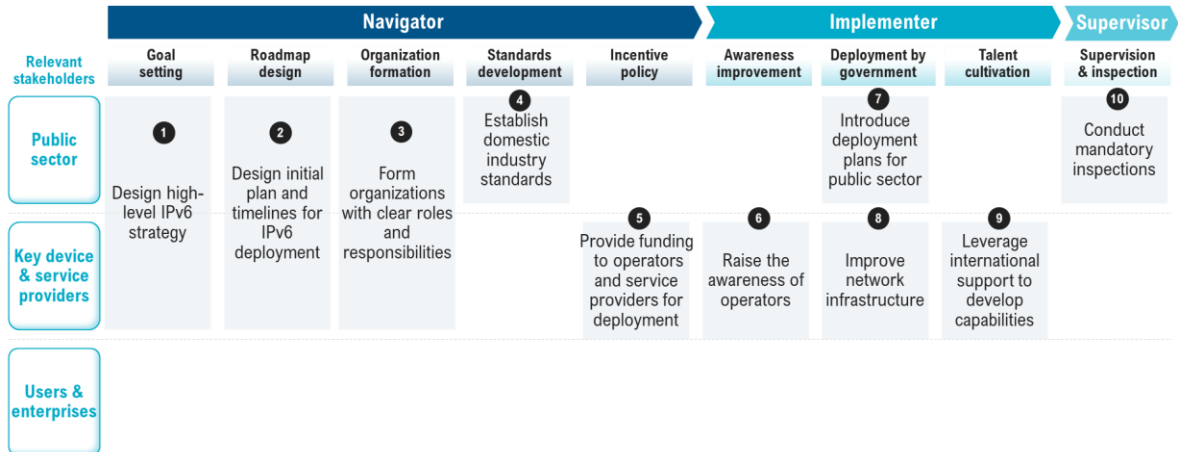 Navigator
Implementer
Supervisor
Relevant
stakeholders
Goal
setting
Roadmap
design
Organization
formation
Standards
development
Incentive
policy
Awareness
improvement
Deployment by
government
Talent
cultivation
Supervision
& inspection
Public
sector
1
Design high-
level IPv6
strategy
2
Design initial
plan and
timelines for
IPv6
deployment
3
Form
organizations
with clear roles
and
responsibilities
4
Establish
domestic
industry
standards
7
Introduce
deployment
plans for
public sector
10
Conduct
mandatory
inspections
Key device
& service
providers
5
Provide funding
to operators
and service
providers for
deployment
6
Raise the
awareness of
operators
8
Improve
network
infrastructure
9
Leverage
international
support to
develop
capabilities
Users &
enterprises